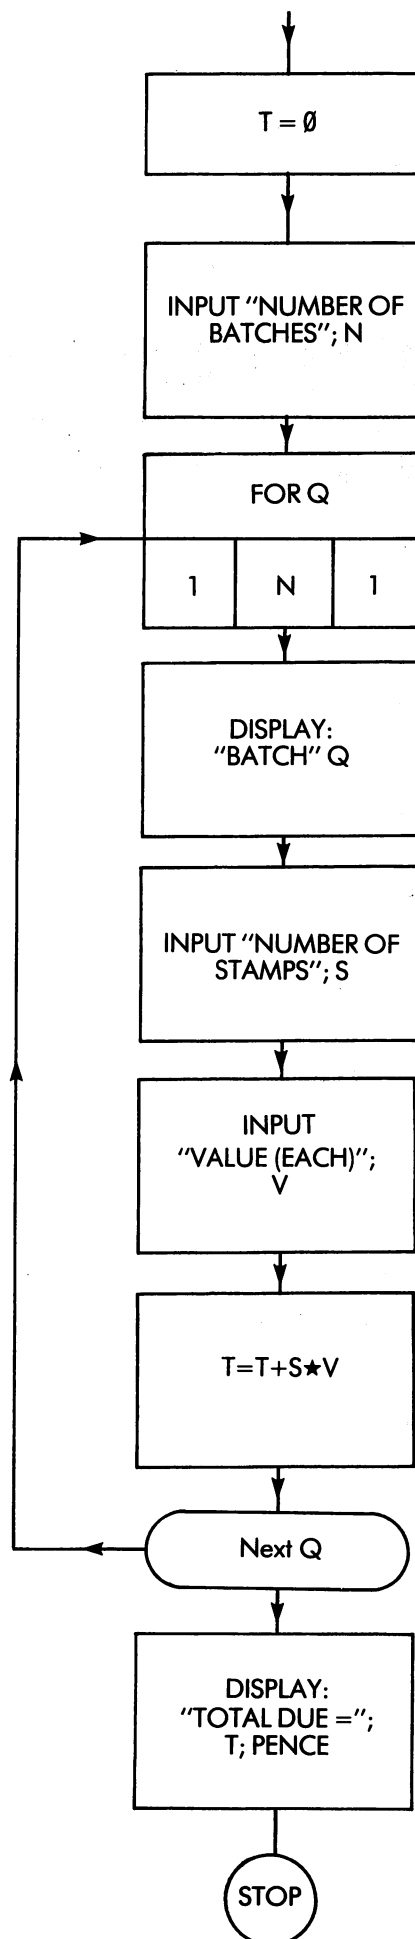 T = Ø
INPUT “NUMBER OF
BATCHES”; N
FOR Q
1 N 1
DISPLAY:
“BATCH” Q
INPUT “NUMBER OF
STAMPS”; S
INPUT
“VALUE (EACH)”;
V
T=T+S★V
Next Q
DISPLAY:
“TOTAL DUE =”;
T; PENCE
STOP